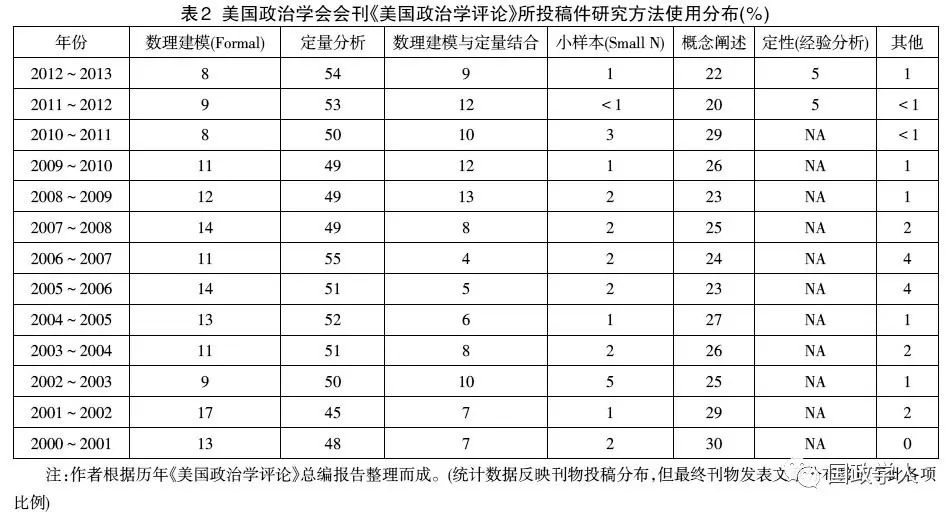 表2 美国政治学会会刊《美国政治学评论》所投稿件研究方法使用分布(%)
年份 数理建模(Formal) 定量分析 数理建模与定量结合 小样本(Small N) 概念阐述 定性(经验分析) 其他
2012～2013 8 54 9 1 22 5 1
2011～2012 9 53 12 <1 20 5 <1
2010～2011 8 50 10 3 29 NA <1
2009～2010 11 49 12 1 26 NA 1
2008～2009 12 49 13 2 23 NA 1
2007～2008 14 49 8 2 25 NA 2
2006～2007 11 55 4 2 24 NA 4
2005～2006 14 51 5 2 23 NA 4
2004～2005 13 52 6 1 27 NA 1
2003～2004 11 51 8 2 26 NA 2
2002～2003 9 50 10 5 25 NA 1
2001～2002 17 45 7 1 29 NA 2
2000～2001 13 48 7 2 30 NA 0
注:作者根据历年《美国政治学评论》总编报告整理而成。(统计数据反映刊物投稿分布,但最终刊物发表文 此各项
比例)
国政学人